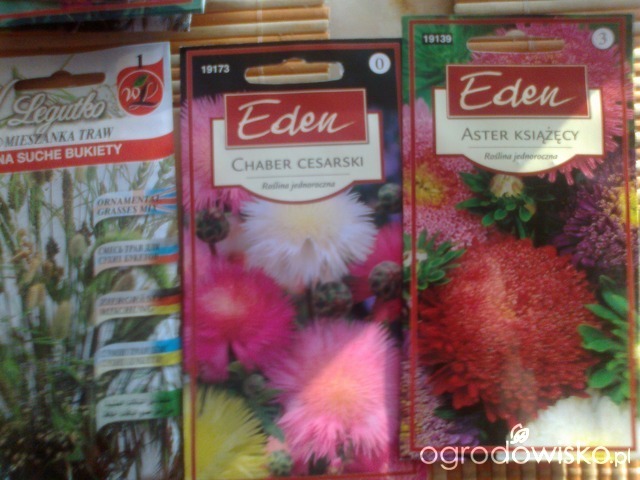 1
Legutko
MIESZANKA TRAW
NA SUCHE BUKIETY
ORNAMENTAL
GRASSES MIX
19173
0
Eden
CHABER CESARSKI
Roślina jednoroczna
19139
3
Eden
ASTER KSIĄŻĘCY
Roślina jednoroczna
ogrodowisko.pl